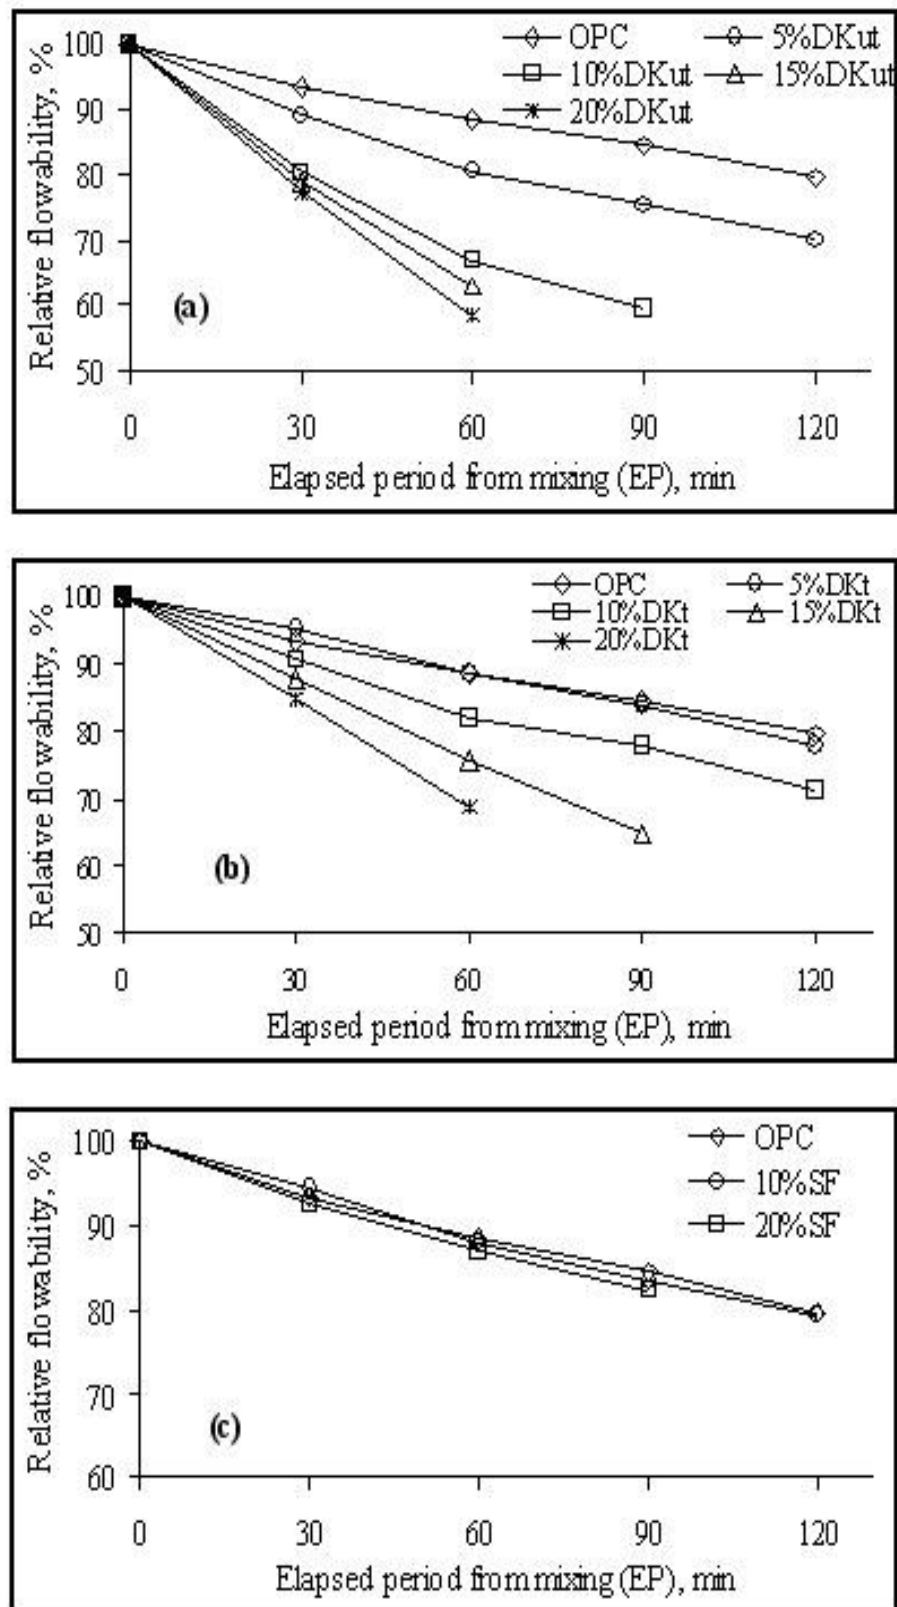 Relative flowability, %
100
90
80
70
60
50
OPC 5%DKut
10%DKut 15%DKut
20%DKut
(a)
0 30 60 90 120
Elapsed period from mixing (EP), min
Relative flowability, %
100
90
80
70
60
50
OPC 5%DKt
10%DKt 15%DKt
20%DKt
(b)
0 30 60 90 120
Elapsed period from mixing (EP), min
Relative flowability, %
100
90
80
70
60
OPC
10%SF
20%SF
(c)
0 30 60 90 120
Elapsed period from mixing (EP), min